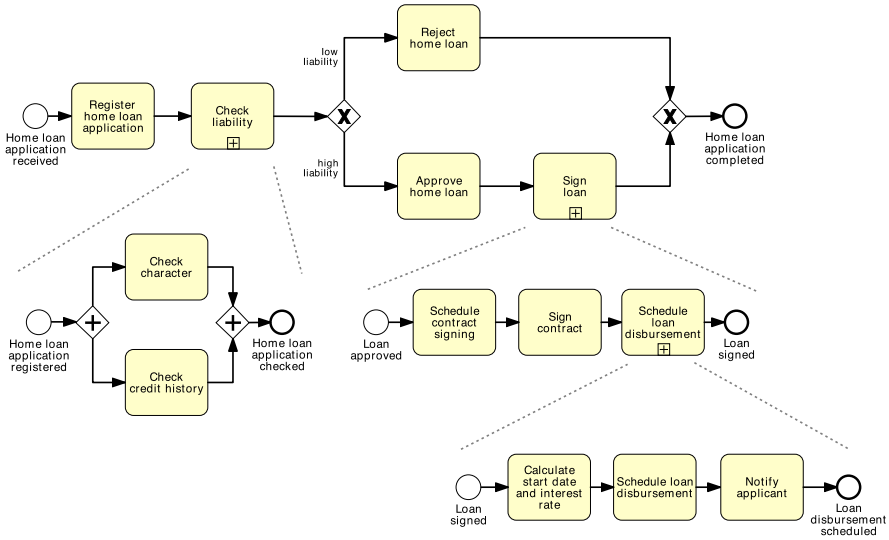 Reject
home loan
low
liability
Register
home loan
application
Check
liability
X
X
Home loan
application
received
Home loan
application
completed
high
liability
Approve
home loan
Sign
loan
Check
character
Home loan
application
registered
Home loan
application
checked
Check
credit history
Schedule
contract
signing
Sign
contract
Schedule
loan
disbursement
Loan
approved
Loan
signed
Calculate
start date
and interest
rate
Schedule loan
disbursement
Notify
applicant
Loan
signed
Loan
disbursement
scheduled